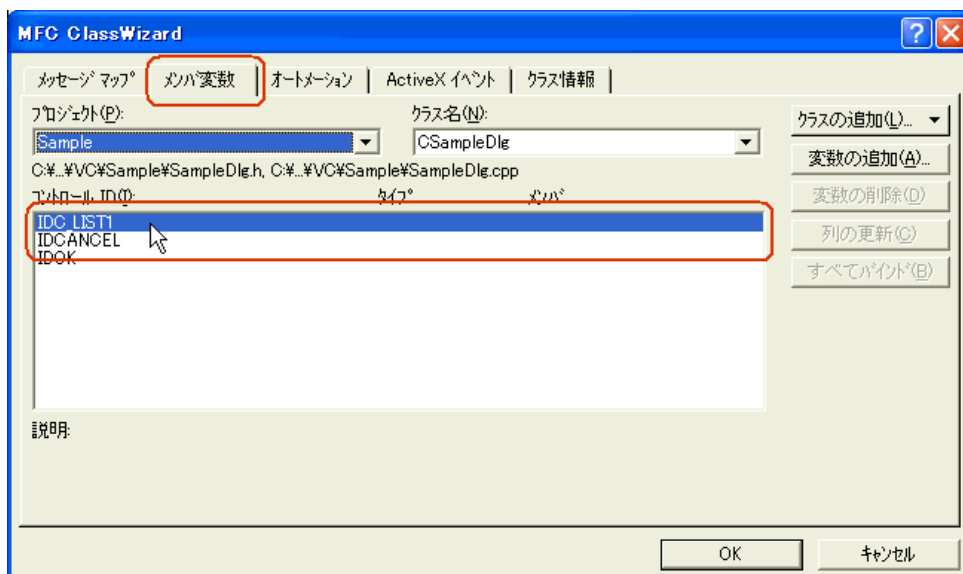 MFC ClassWizard
メッセージ マップ メンバ変数 オートメーション ActiveX イベント クラス情報
プロジェクト(P): クラス名(N):
Sample CSampleDlg
クラスの追加(L)...
C:¥...¥VC¥Sample¥SampleDlg.h, C:¥...¥VC¥Sample¥SampleDlg.cpp
変数の追加(A)...
コントロール ID(I): タイプ メンバ
変数の削除(D)
IDC_LIST1
IDCANCEL
IDOK
列の更新(C)
すべてバインド(B)
説明:
OK キャンセル